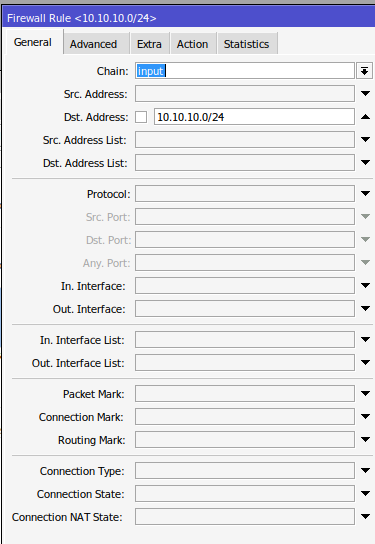 Firewall Rule <10.10.10.0/24>
General Advanced Extra Action Statistics
Chain: input
Src. Address:
Dst. Address: 10.10.10.0/24
Src. Address List:
Dst. Address List:
Protocol:
Src. Port:
Dst. Port:
Any. Port:
In. Interface:
Out. Interface:
In. Interface List:
Out. Interface List:
Packet Mark:
Connection Mark:
Routing Mark:
Connection Type:
Connection State:
Connection NAT State: